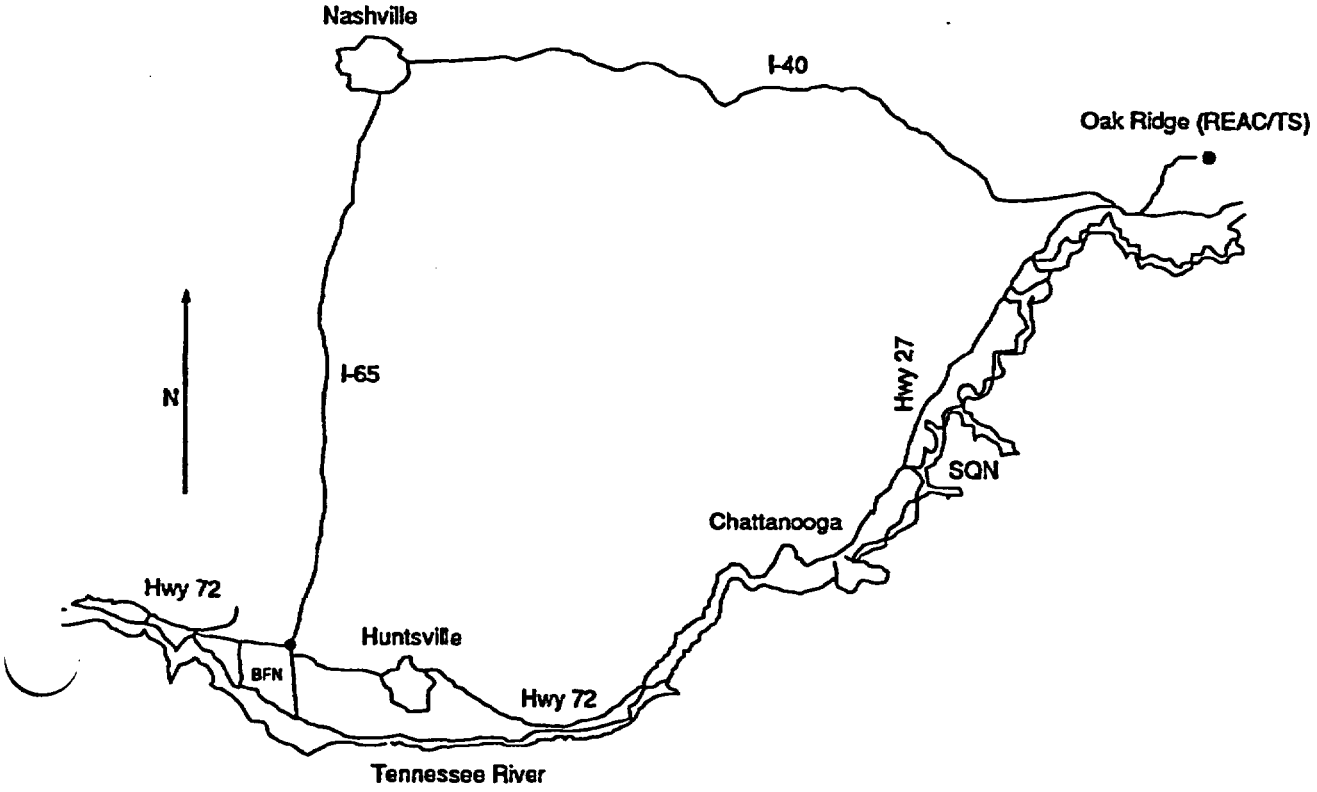 Nashville
I-40
Oak Ridge (REAC/TS)
I-65
N
Hwy 27
SQN
Chattanooga
Hwy 72
Huntsville
BFN
Hwy 72
Tennessee River